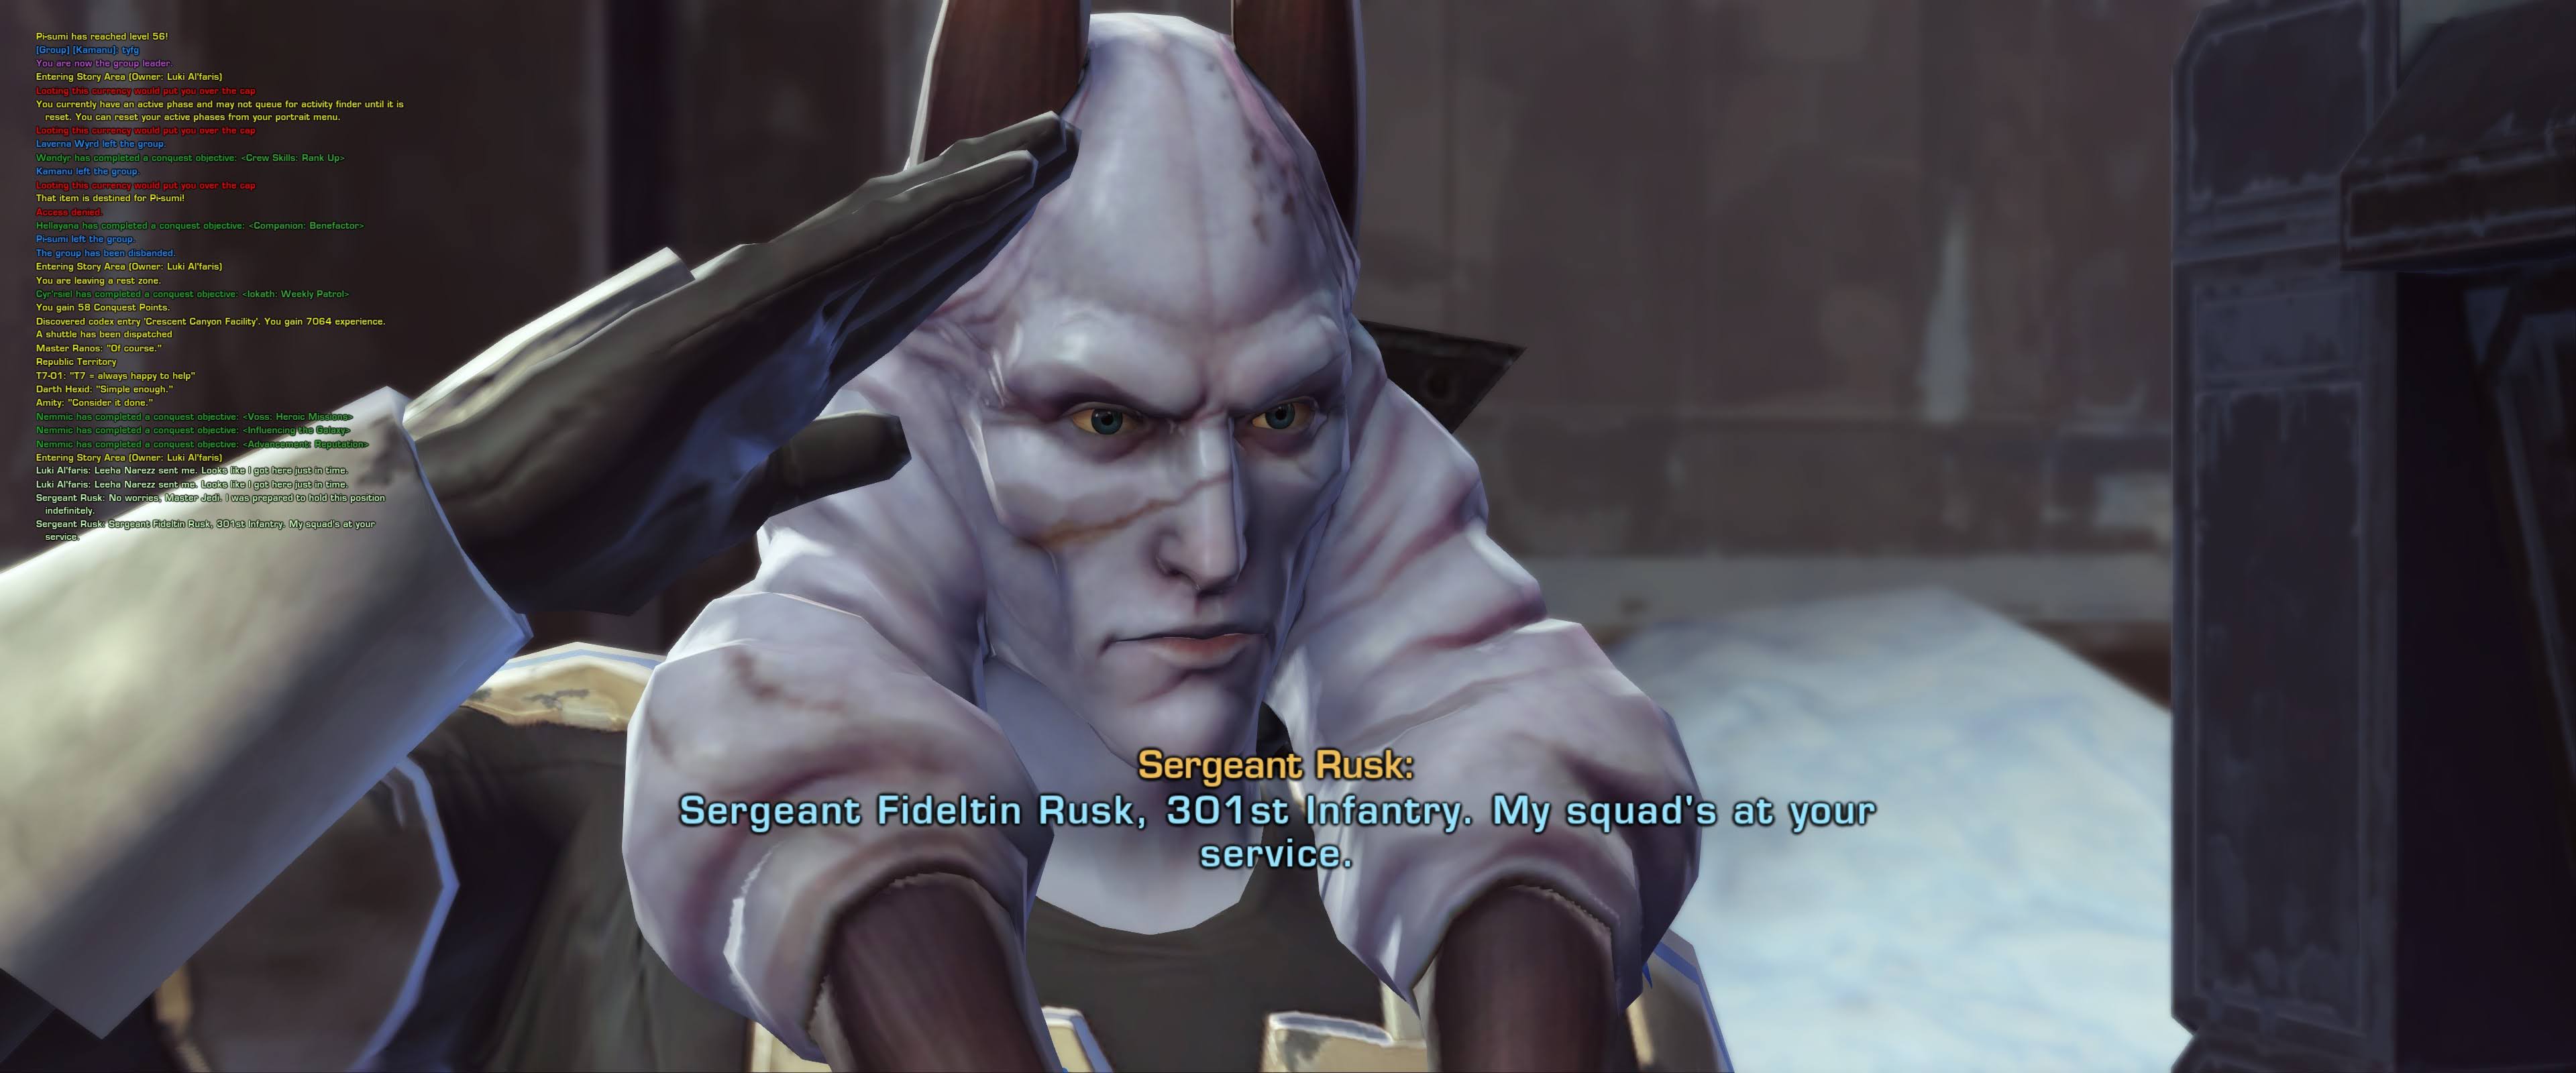 Pi-sumi has reached level 56!
[Group] [Kamanu]: tyfg
You are now the group leader.
Entering Story Area (Owner: Luki Al'faris)
Looting this currency would put you over the cap
You currently have an active phase and may not queue for activity finder until it is
reset. You can reset your active phases from your portrait menu.
Looting this currency would put you over the cap
Laverna Wyrd left the group.
Wøndyr has completed a conquest objective: <Crew Skills: Rank Up>
Kamanu left the group.
Looting this currency would put you over the cap
That item is destined for Pi-sumi!
Access denied.
Hellayana has completed a conquest objective: <Companion: Benefactor>
Pi-sumi left the group.
The group has been disbanded.
Entering Story Area (Owner: Luki Al'faris)
You are leaving a rest zone.
Cyr'rsiel has completed a conquest objective: <Iokath: Weekly Patrol>
You gain 58 Conquest Points.
Discovered codex entry 'Crescent Canyon Facility'. You gain 7064 experience.
A shuttle has been dispatched
Master Ranos: "Of course."
Republic Territory
T7-01: "T7 = always happy to help"
Darth Hexid: "Simple enough."
Amity: "Consider it done."
Nemmic has completed a conquest objective: <Voss: Heroic Missions>
Nemmic has completed a conquest objective: <Influencing the Galaxy>
Nemmic has completed a conquest objective: <Advancement: Reputation>
Entering Story Area (Owner: Luki Al'faris)
Luki Al'faris: Leeha Narezz sent me. Looks like I got here just in time.
Luki Al'faris: Leeha Narezz sent me. Looks like I got here just in time.
Sergeant Rusk: No worries, Master Jedi. I was prepared to hold this position
indefinitely.
Sergeant Rusk: Sergeant Fideltin Rusk, 301st Infantry. My squad's at your
service.
Sergeant Rusk:
Sergeant Fideltin Rusk, 301st Infantry. My squad's at your
service.